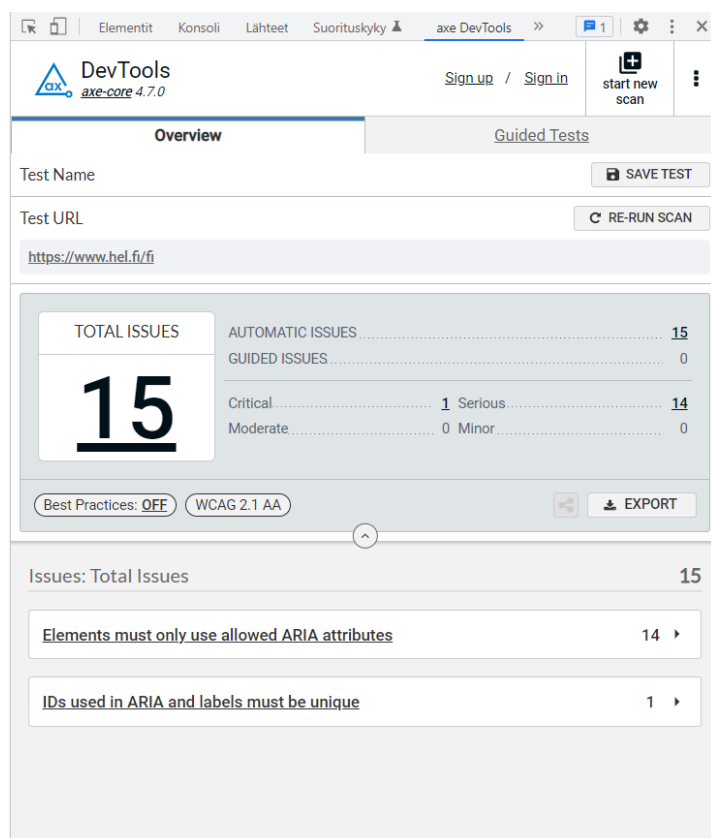 Elementit Konsoli Lähteet Suorituskyky axe DevTools » 1
DevTools
axe-core 4.7.0
Sign up / Sign in
start new
scan
Overview Guided Tests
Test Name SAVE TEST
Test URL RE-RUN SCAN
https://www.hel.fi/fi
TOTAL ISSUES
15
AUTOMATIC ISSUES 15
GUIDED ISSUES 0
Critical 1 Serious 14
Moderate 0 Minor 0
Best Practices: OFF WCAG 2.1 AA EXPORT
Issues: Total Issues 15
Elements must only use allowed ARIA attributes 14
IDs used in ARIA and labels must be unique 1